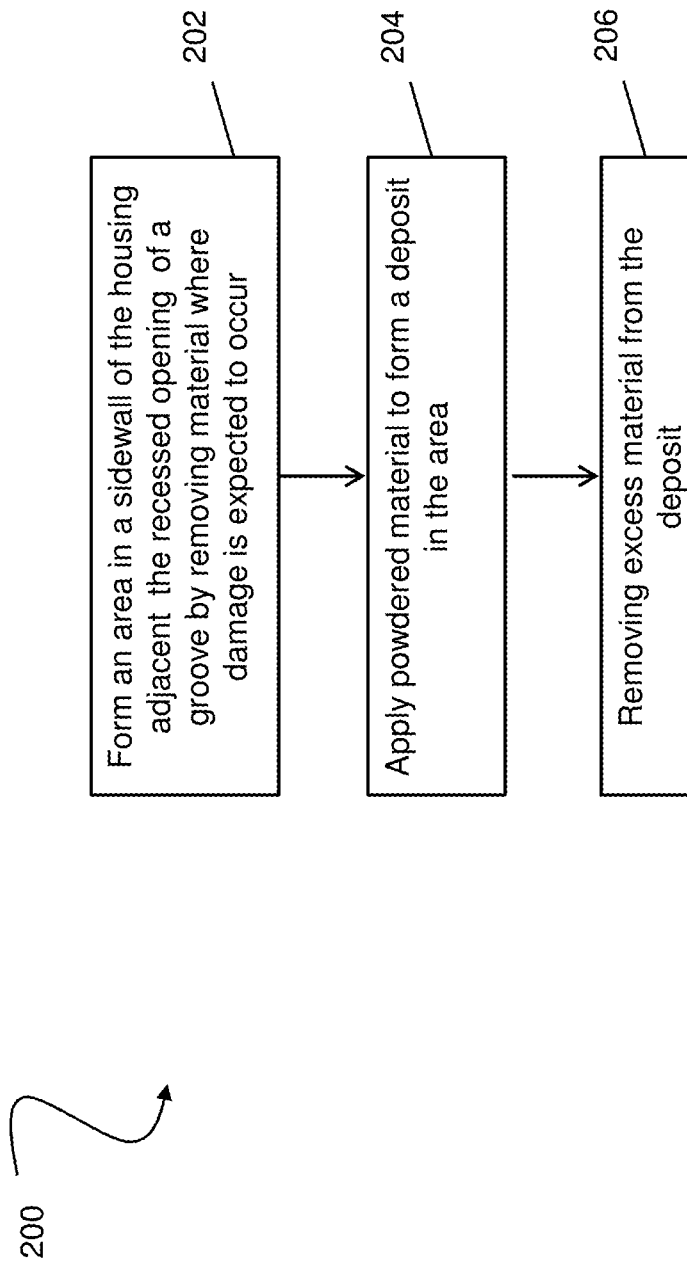 200
Form an area in a sidewall of the housing
adjacent the recessed opening of a
groove by removing material where
damage is expected to occur
202
Apply powdered material to form a deposit
in the area
204
Removing excess material from the
deposit
206